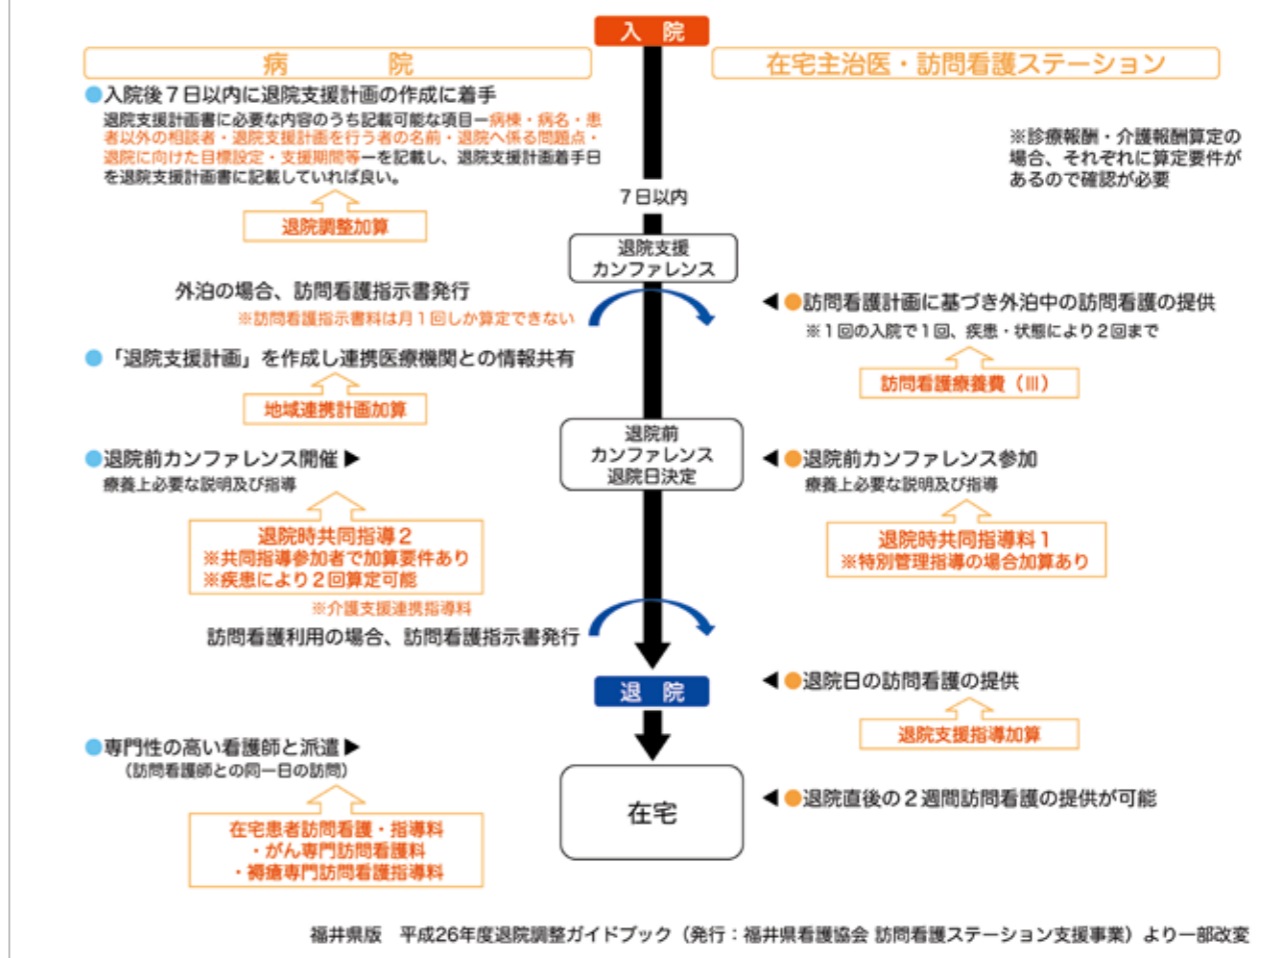 入 院
病 院
在宅主治医・訪問看護ステーション
●入院後７日以内に退院支援計画の作成に着手
退院支援計画書に必要な内容のうち記載可能な項目ー病棟・病名・患
者以外の相談者・退院支援計画を行う者の名前・退院へ係る問題点・
退院に向けた目標設定・支援期間等ーを記載し、退院支援計画着手日
を退院支援計画書に記載していれば良い。
退院調整加算
※診療報酬・介護報酬算定の
場合、それぞれに算定要件が
あるので確認が必要
７日以内
退院支援
カンファレンス
外泊の場合、訪問看護指示書発行
※訪問看護指示書料は月１回しか算定できない
◀●訪問看護計画に基づき外泊中の訪問看護の提供
※１回の入院で１回、疾患・状態により２回まで
訪問看護療養費（Ⅲ）
●「退院支援計画」を作成し連携医療機関との情報共有
地域連携計画加算
退院前
カンファレンス
退院日決定
●退院前カンファレンス開催▶
療養上必要な説明及び指導
退院時共同指導２
※共同指導参加者で加算要件あり
※疾患により２回算定可能
※介護支援連携指導料
◀●退院前カンファレンス参加
療養上必要な説明及び指導
退院時共同指導料１
※特別管理指導の場合加算あり
訪問看護利用の場合、訪問看護指示書発行
退 院
◀●退院日の訪問看護の提供
退院支援指導加算
●専門性の高い看護師と派遣▶
（訪問看護師との同一日の訪問）
在宅患者訪問看護・指導料
・がん専門訪問看護科
・褥瘡専門訪問看護指導料
在宅
◀●退院直後の２週間訪問看護の提供が可能
福井県版 平成26年度退院調整ガイドブック（発行：福井県看護協会 訪問看護ステーション支援事業）より一部改変